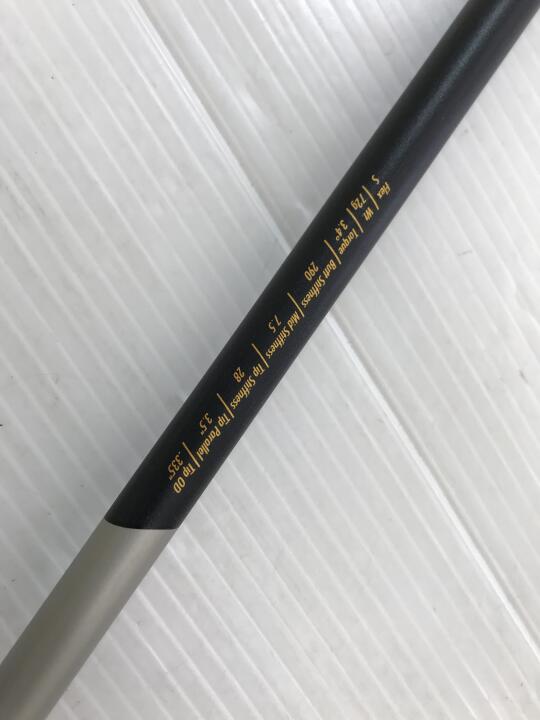 Flex | Wt | Torque | Butt Stiffness | Mid Stiffness | Tip Stiffness | Tip Parallel | Tip OD
S | 72g | 3.4° | 290 | 7.5 | 28 | 3.5" | .335"